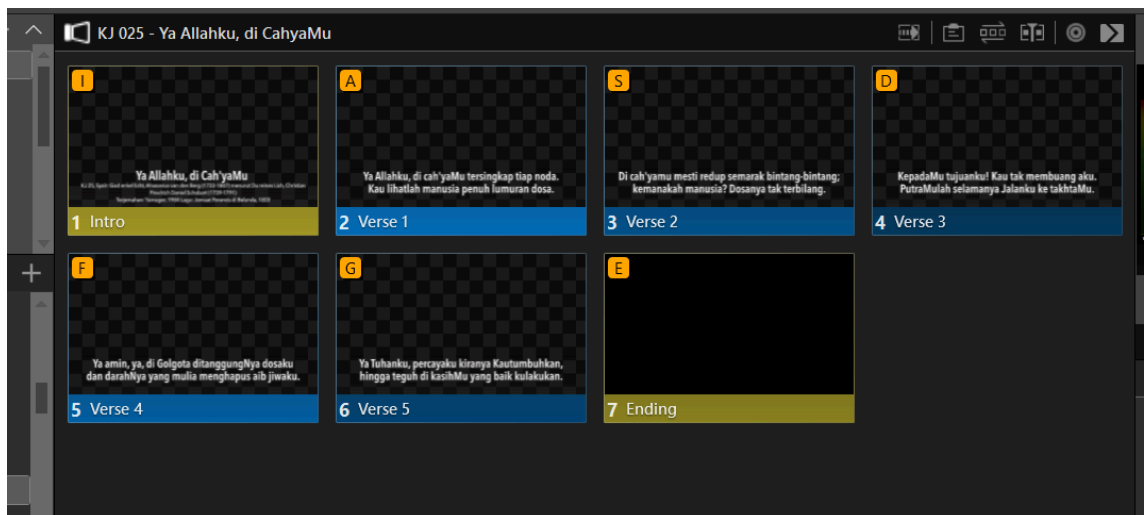 KJ 025 - Ya Allahku, di CahyaMu
I
Ya Allahku, di Cah'yaMu
1 Intro
A
Ya Allahku, di cah'yaMu tersingkap tiap noda.
Kau lihatlah manusia penuh lumuran dosa.
2 Verse 1
S
Di cah'yamu mesti redup semarak bintang-bintang;
kemanakah manusia? Dosanya tak terbilang.
3 Verse 2
D
KepadaMu tujuanku! Kau tak membuang aku.
PutraMulah selamanya Jalanku ke takhtaMu.
4 Verse 3
F
Ya amin, ya, di Golgota ditanggungNya dosaku
dan darahNya yang mulia menghapus aib jiwaku.
5 Verse 4
G
Ya Tuhanku, percayaku kiranya Kautumbuhkan,
hingga teguh di kasihMu yang baik kulakukan.
6 Verse 5
E
7 Ending